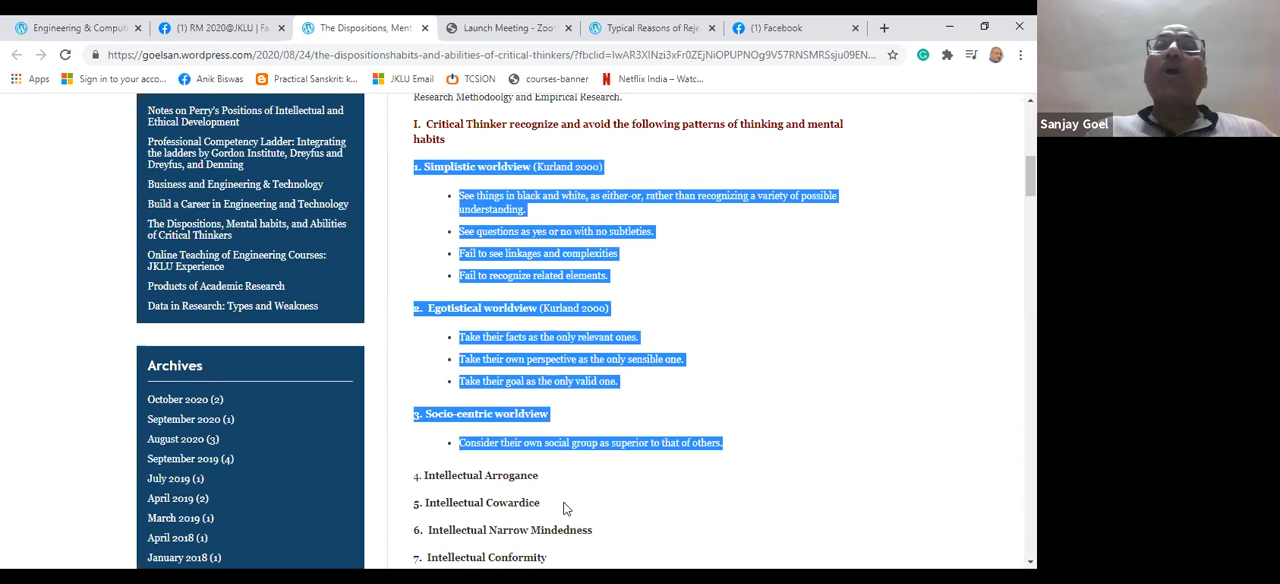 Engineering & Comput
(1) RM 2020@JKLU | Fa
The Dispositions, Ment
Launch Meeting - Zoom
Typical Reasons of Reje
(1) Facebook
https://goelsan.wordpress.com/2020/08/24/the-dispositionshabits-and-abilities-of-critical-thinkers/?fbclid=IwAR3XlNzi3xFr0ZEjNiOPUPNOg9V57RNSMRSsju09EN...
Apps
Sign in to your acco...
Anik Biswas
Practical Sanskrit: k...
JKLU Email
TCSION
courses-banner
Netflix India – Watc...
Sanjay Goel
Notes on Perry's Positions of Intellectual and
Ethical Development
Professional Competency Ladder: Integrating
the ladders by Gordon Institute, Dreyfus and
Dreyfus, and Denning
Business and Engineering & Technology
Build a Career in Engineering and Technology
The Dispositions, Mental habits, and Abilities
of Critical Thinkers
Online Teaching of Engineering Courses:
JKLU Experience
Products of Academic Research
Data in Research: Types and Weakness
Archives
October 2020 (2)
September 2020 (1)
August 2020 (3)
September 2019 (4)
July 2019 (1)
April 2019 (2)
March 2019 (1)
April 2018 (1)
January 2018 (1)
Research Methodoolgy and Empirical Research.
I. Critical Thinker recognize and avoid the following patterns of thinking and mental
habits
1. Simplistic worldview (Kurland 2000)
See things in black and white, as either-or, rather than recognizing a variety of possible
understanding.
See questions as yes or no with no subtleties.
Fail to see linkages and complexities
Fail to recognize related elements.
2. Egotistical worldview (Kurland 2000)
Take their facts as the only relevant ones.
Take their own perspective as the only sensible one.
Take their goal as the only valid one.
3. Socio-centric worldview
Consider their own social group as superior to that of others.
4. Intellectual Arrogance
5. Intellectual Cowardice
6. Intellectual Narrow Mindedness
7. Intellectual Conformity